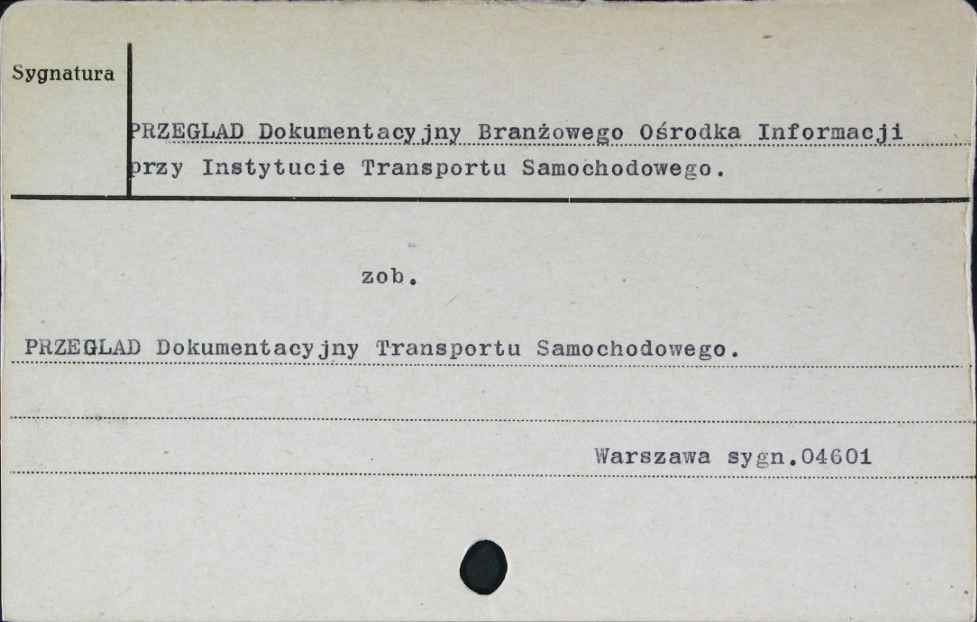 Sygnatura
PRZEGLAD Dokumentacyjny Branżowego Ośrodka Informacji
przy Instytucie Transportu Samochodowego.
zob.
PRZEGLAD Dokumentacyjny Transportu Samochodowego.
Warszawa sygn.04601